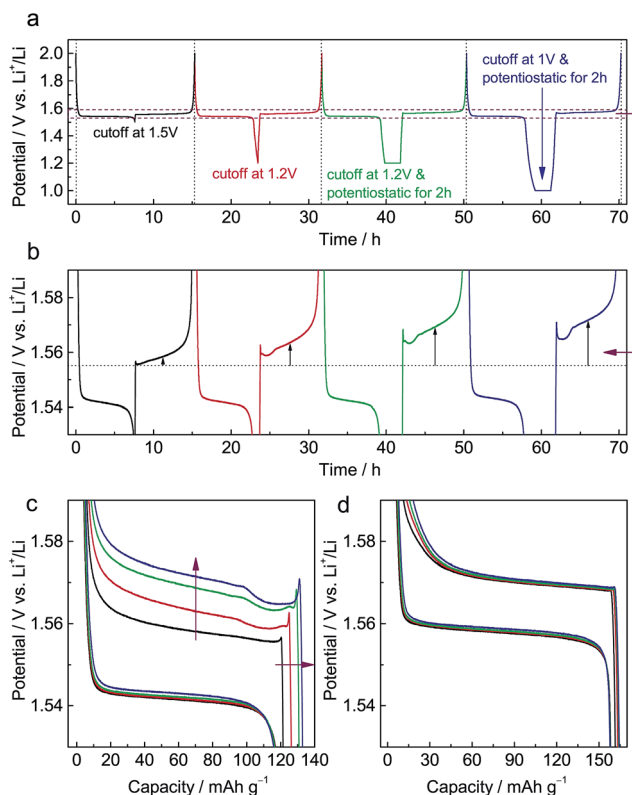 a
2.0
1.8
1.6
1.4
1.2
1.0
Potential / V vs. Li⁺/Li
cutoff at 1.5V
cutoff at 1.2V
cutoff at 1.2V &
potentiostatic for 2h
cutoff at 1V &
potentiostatic for 2h
0 10 20 30 40 50 60 70
Time / h
b
1.58
1.56
1.54
Potential / V vs. Li⁺/Li
0 10 20 30 40 50 60 70
Time / h
c
1.58
1.56
1.54
Potential / V vs. Li⁺/Li
0 20 40 60 80 100 120 140
Capacity / mAh g⁻¹
d
1.58
1.56
1.54
Potential / V vs. Li⁺/Li
0 30 60 90 120 150
Capacity / mAh g⁻¹